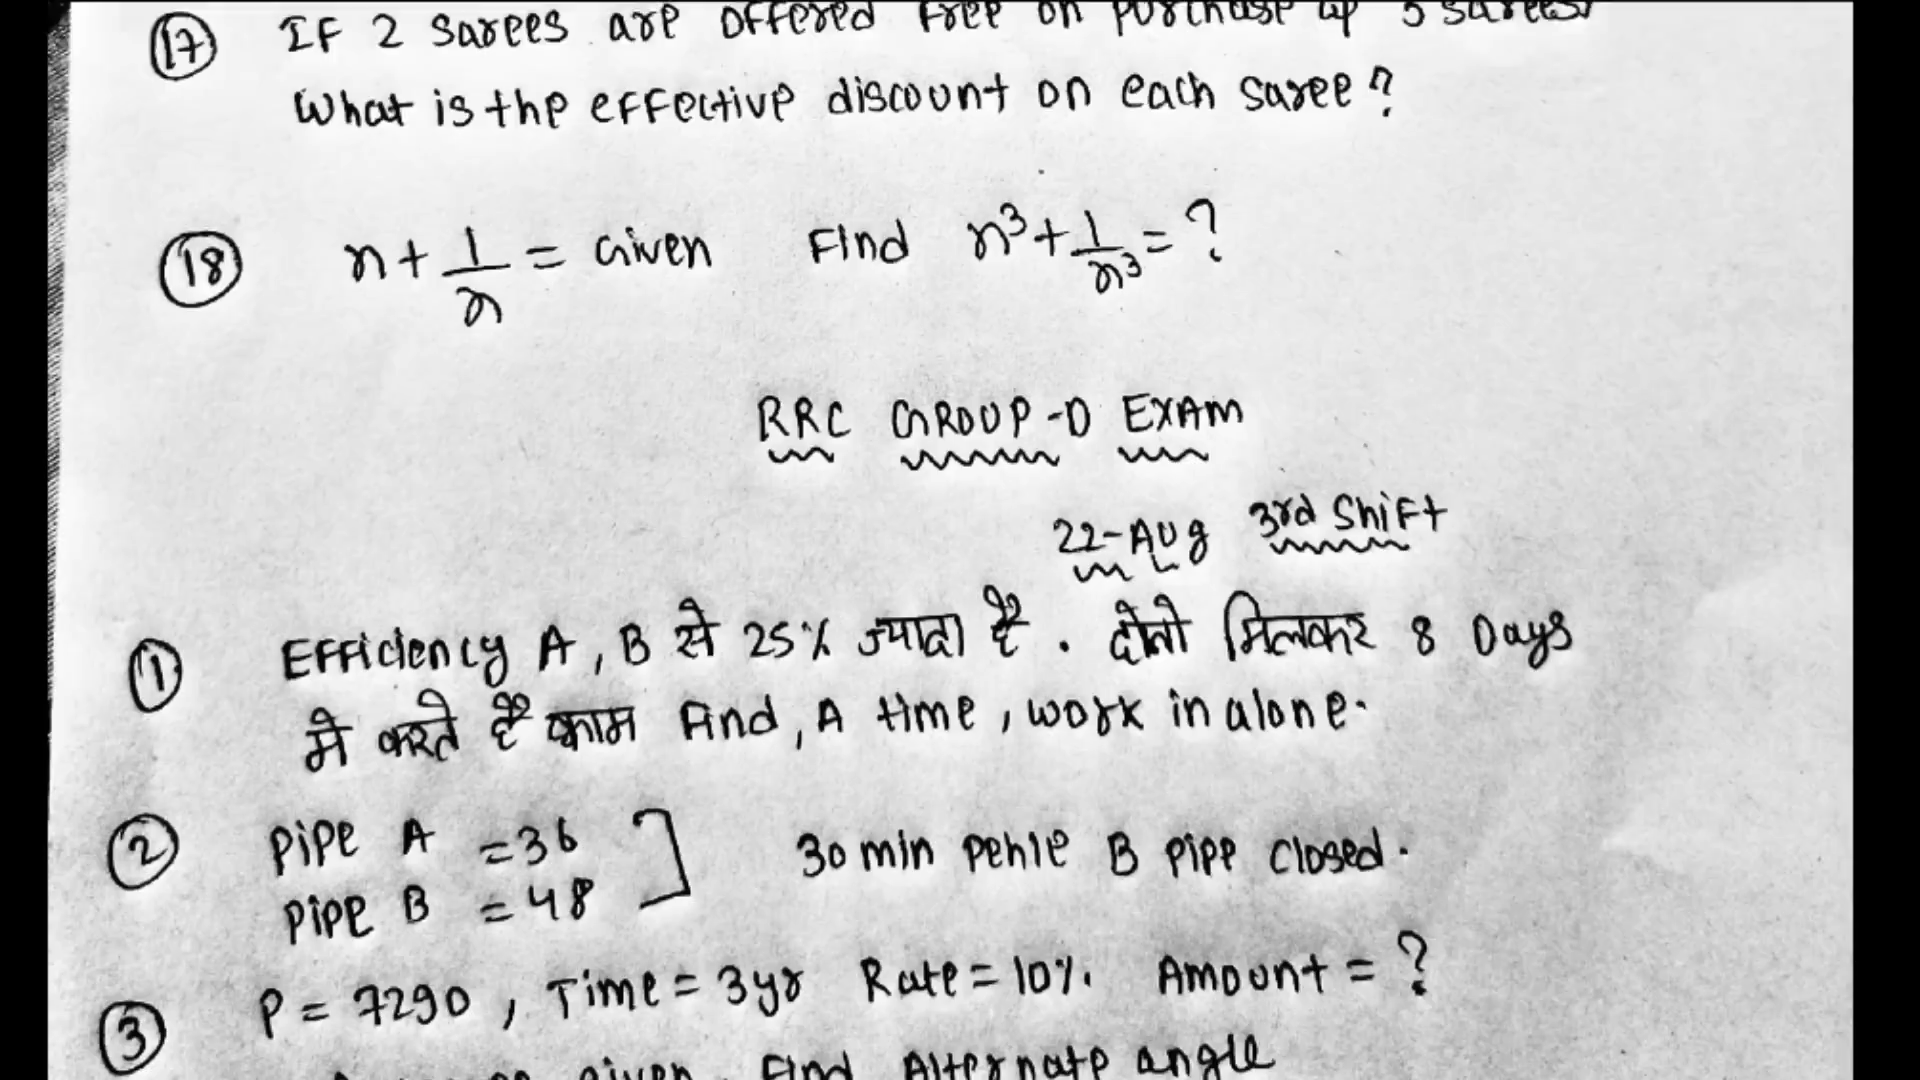 17 If 2 sarees are offered free on purchase of 5 sarees.
What is the effective discount on each saree?
18 x + 1/x = Given Find x³ + 1/x³ = ?
RRC GROUP-D EXAM
22-Aug 3rd Shift
1 Efficiency A, B से 25% ज्यादा है. दोनो मिलकर 8 Days
मे करते है काम Find, A time, work in alone.
2 Pipe A = 36
Pipe B = 48 ] 30 min Pehle B pipe closed.
3 P = 7290, Time = 3yr Rate = 10%. Amount = ?
given, Find Alternate angle